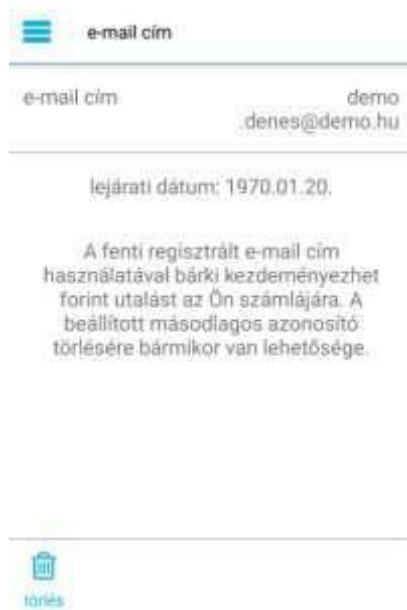 e-mail cím
e-mail cím demo
.denes@demo.hu
lejárati dátum: 1970.01.20.
A fenti regisztrált e-mail cím
használatával bárki kezdeményezhet
forint utalást az Ön számlájára. A
beállított másodlagos azonosító
törlésére bármikor van lehetősége.
törlés